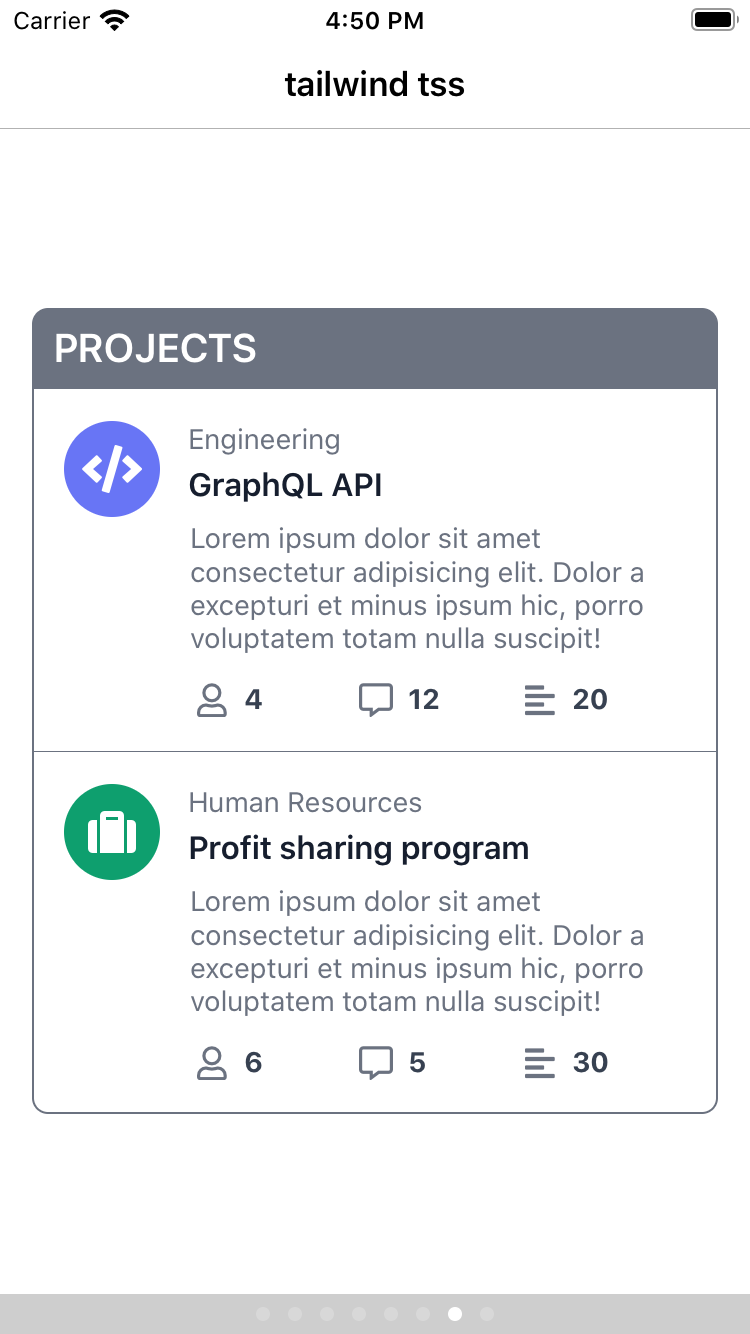 Carrier 4:50 PM
tailwind tss
PROJECTS
Engineering
GraphQL API
Lorem ipsum dolor sit amet
consectetur adipisicing elit. Dolor a
excepturi et minus ipsum hic, porro
voluptatem totam nulla suscipit!
4 12 20
Human Resources
Profit sharing program
Lorem ipsum dolor sit amet
consectetur adipisicing elit. Dolor a
excepturi et minus ipsum hic, porro
voluptatem totam nulla suscipit!
6 5 30